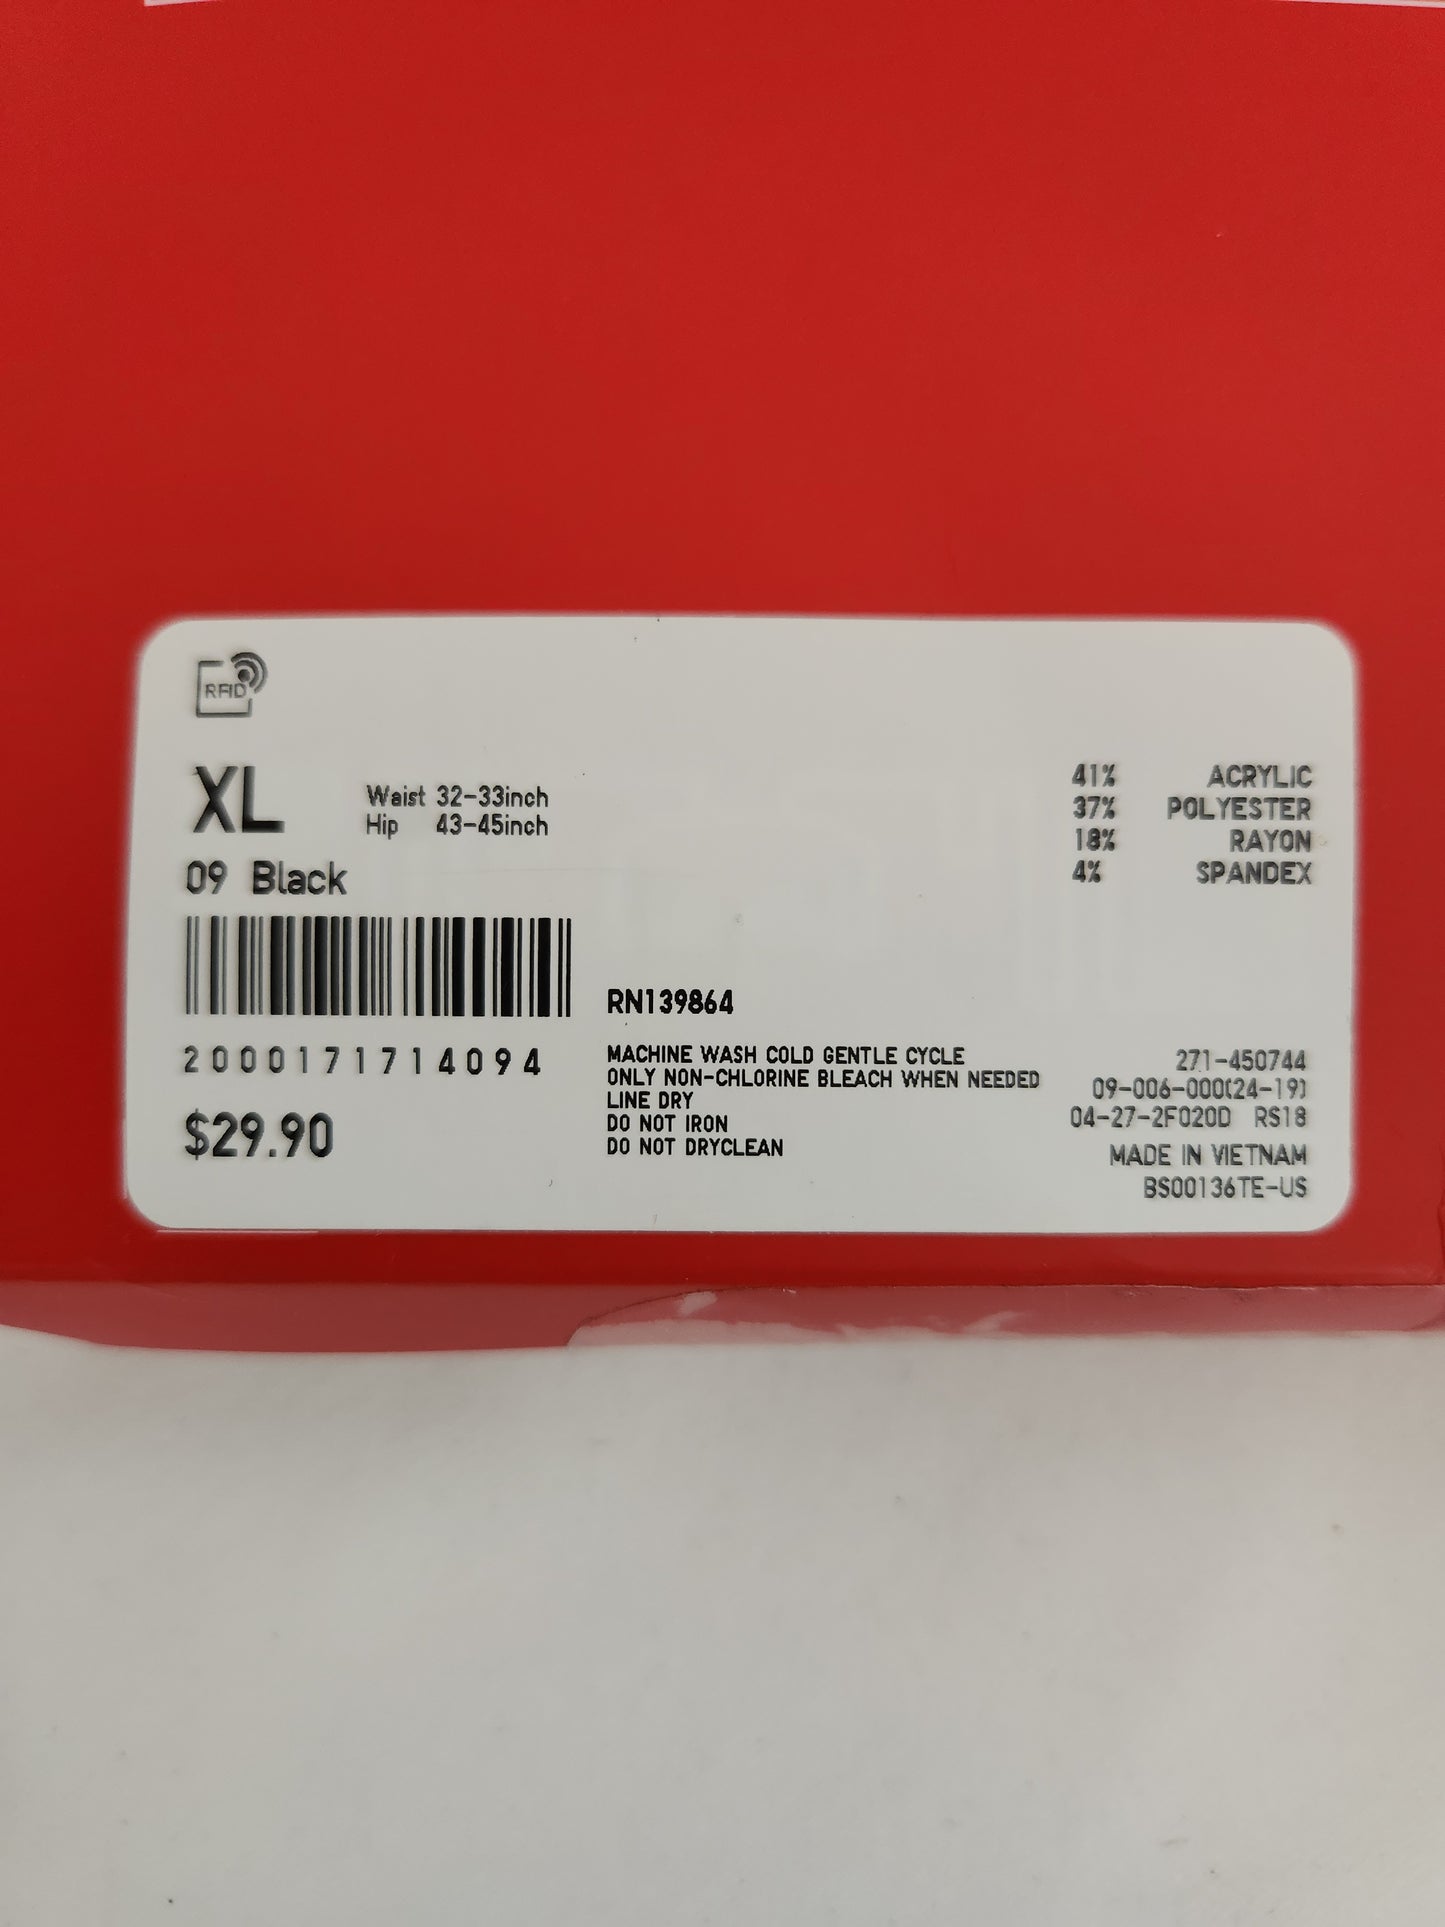 RFID
XL
Waist 32-33inch
Hip 43-45inch
09 Black
41% ACRYLIC
37% POLYESTER
18% RAYON
4% SPANDEX
2000171714094
$29.90
RN139864
MACHINE WASH COLD GENTLE CYCLE
ONLY NON-CHLORINE BLEACH WHEN NEEDED
LINE DRY
DO NOT IRON
DO NOT DRYCLEAN
271-450744
09-006-000(24-19)
04-27-2F020D RS18
MADE IN VIETNAM
BS00136TE-US